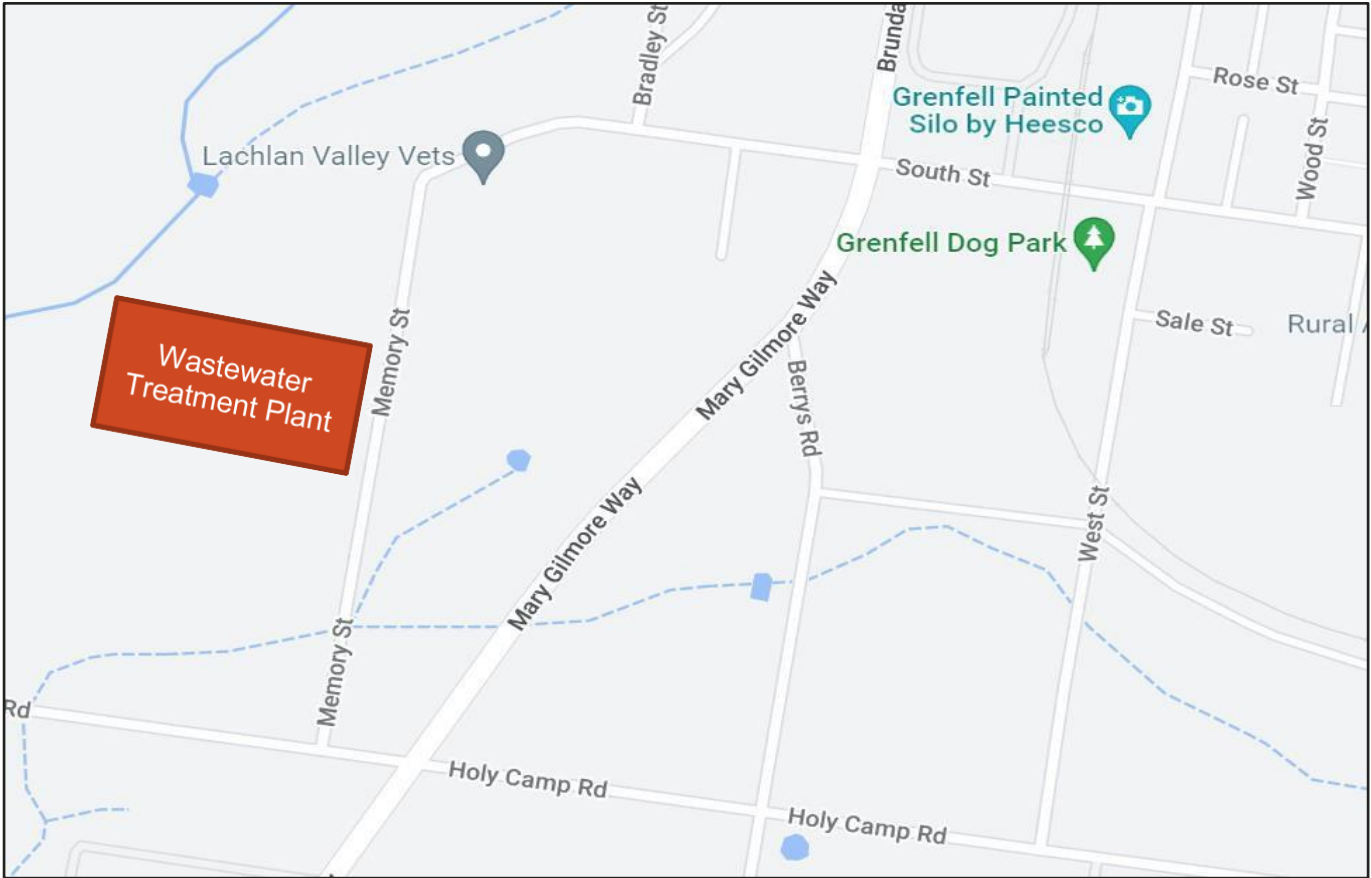 Bradley St
Brunda
Grenfell Painted
Silo by Heesco
Rose St
Wood St
Lachlan Valley Vets
South St
Grenfell Dog Park
Mary Gilmore Way
Sale St
Rural
Wastewater
Treatment Plant
Memory St
Berrys Rd
Mary Gilmore Way
West St
Memory St
Rd
Holy Camp Rd
Holy Camp Rd